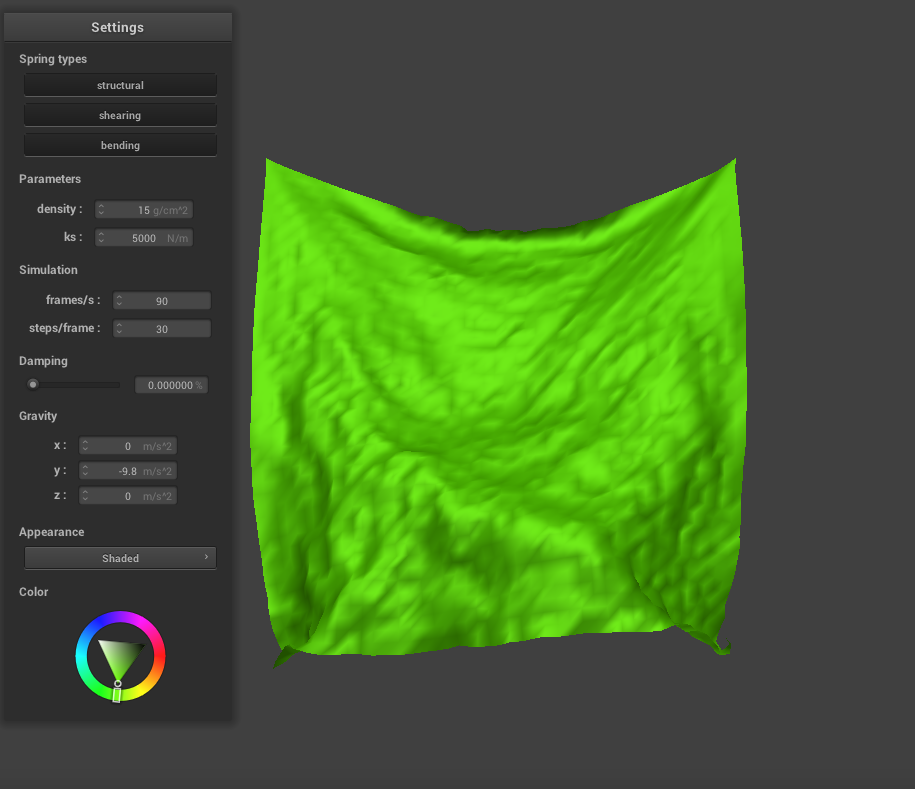 Settings
Spring types
structural
shearing
bending
Parameters
density : 15 g/cm^2
ks : 5000 N/m
Simulation
frames/s : 90
steps/frame : 30
Damping
0.000000 %
Gravity
x : 0 m/s^2
y : -9.8 m/s^2
z : 0 m/s^2
Appearance
Shaded
Color